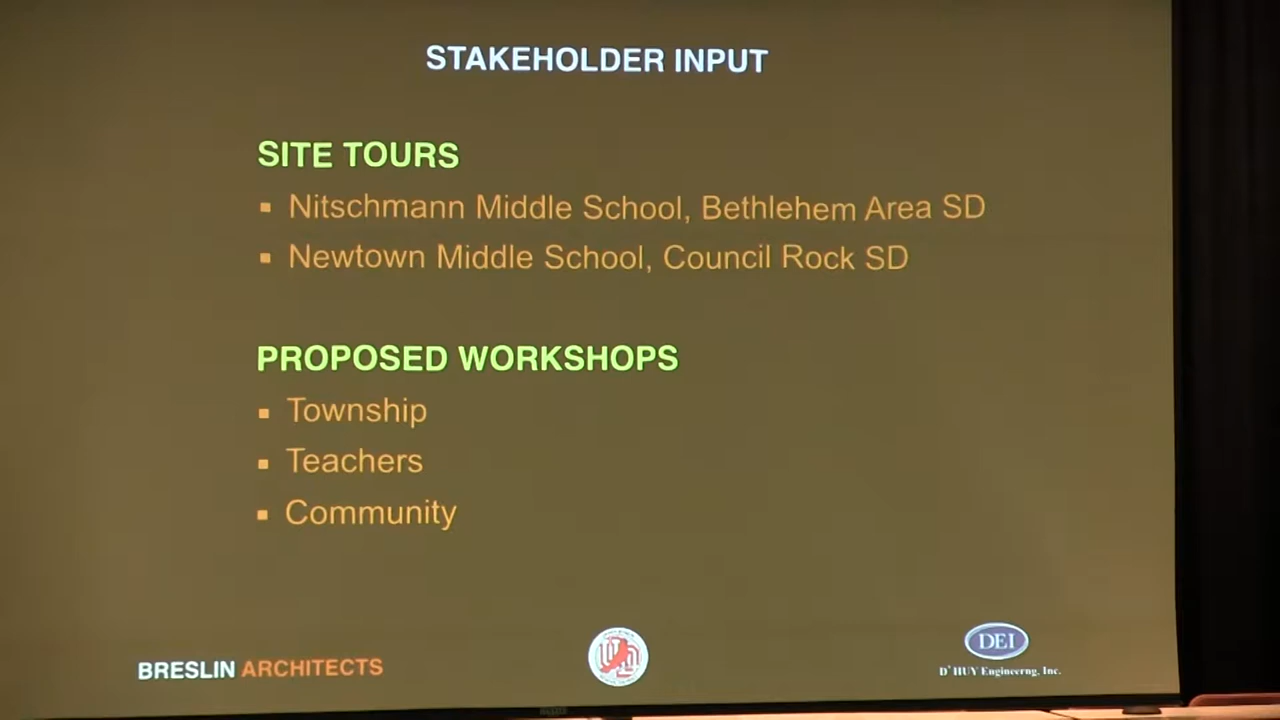 STAKEHOLDER INPUT
SITE TOURS
▪ Nitschmann Middle School, Bethlehem Area SD
▪ Newtown Middle School, Council Rock SD
PROPOSED WORKSHOPS
▪ Township
▪ Teachers
▪ Community
BRESLIN ARCHITECTS
DEI
D'HUY Engineerng, Inc.